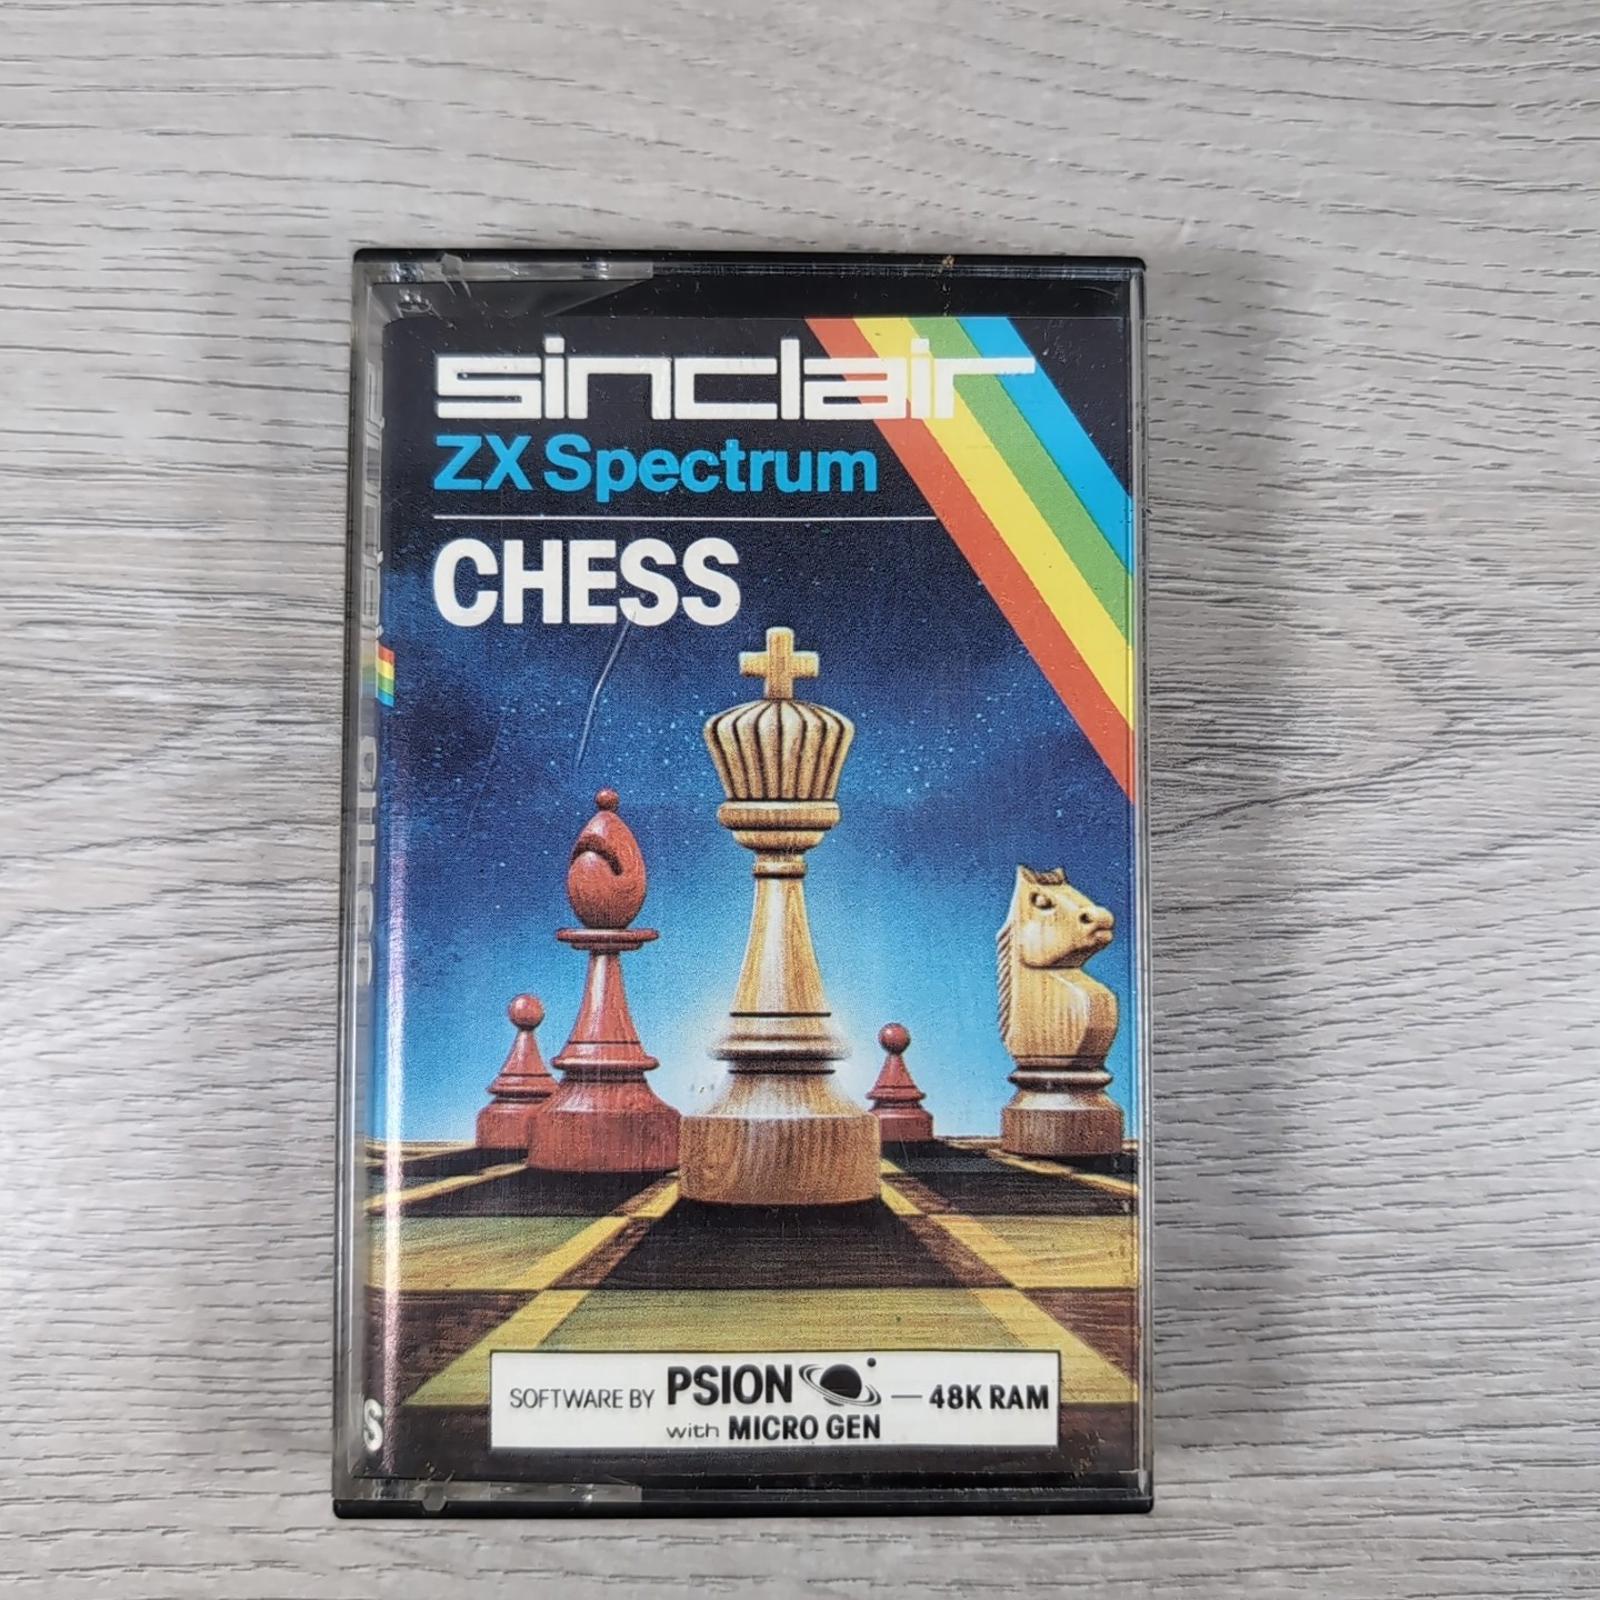 sinclair
ZX Spectrum
CHESS
SOFTWARE BY PSION — 48K RAM
with MICRO GEN